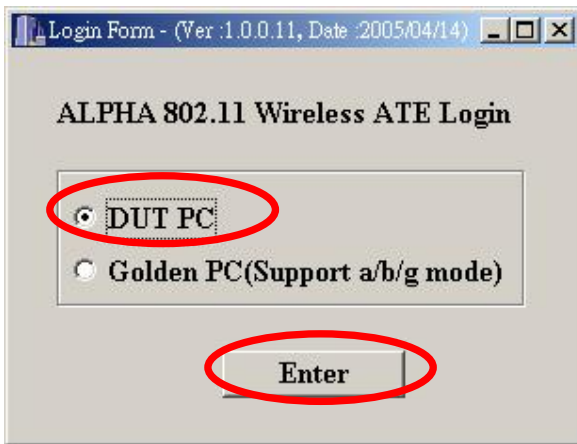 Login Form - (Ver :1.0.0.11, Date :2005/04/14)
ALPHA 802.11 Wireless ATE Login
DUT PC
Golden PC(Support a/b/g mode)
Enter